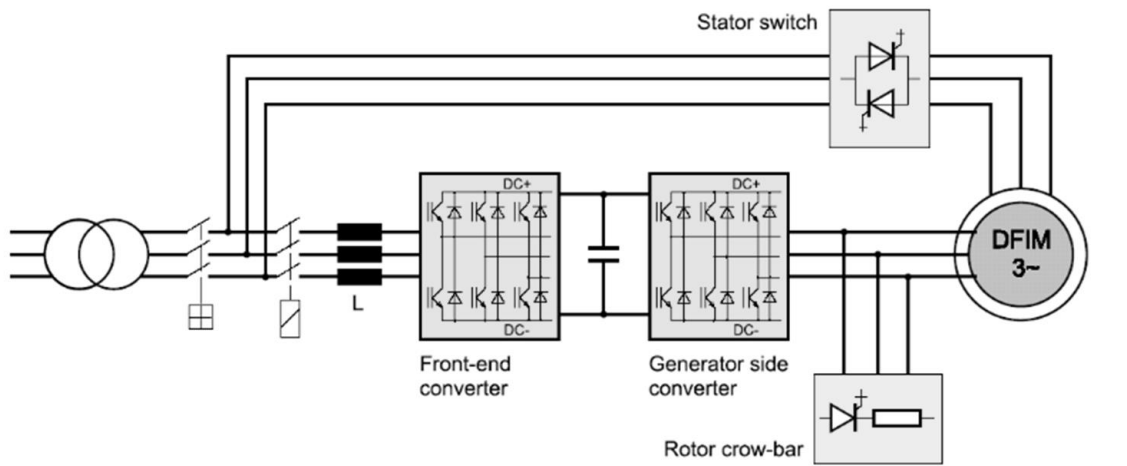 Stator switch
DC+
DC+
DFIM
3~
L
DC-
DC-
Front-end
converter
Generator side
converter
Rotor crow-bar